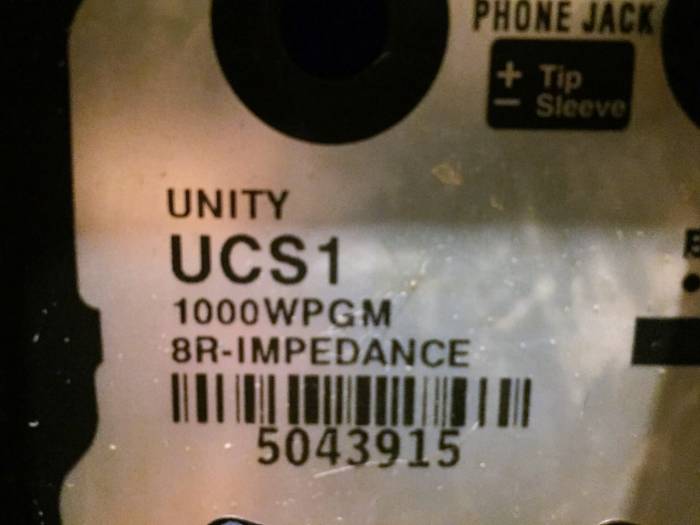 PHONE JACK
+ Tip
− Sleeve
UNITY
UCS1
1000WPGM
8R-IMPEDANCE
5043915